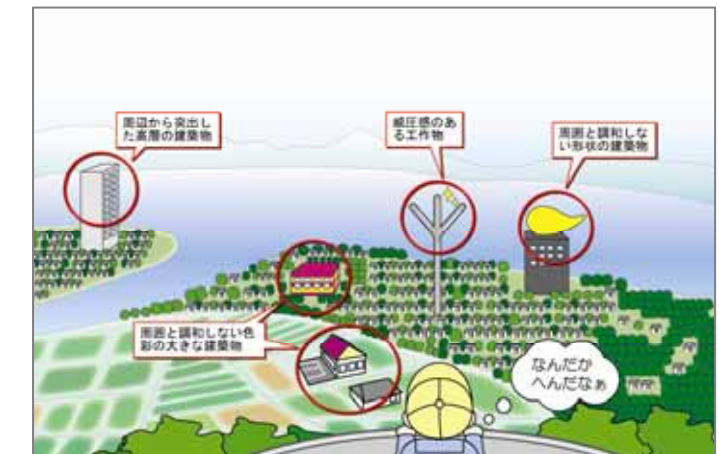 周辺から突出し
た高層の建築物
威圧感のあ
る工作物
周囲と調和しな
い形状の建築物
周囲と調和しない色
彩の大きな建築物
なんだか
へんだなぁ